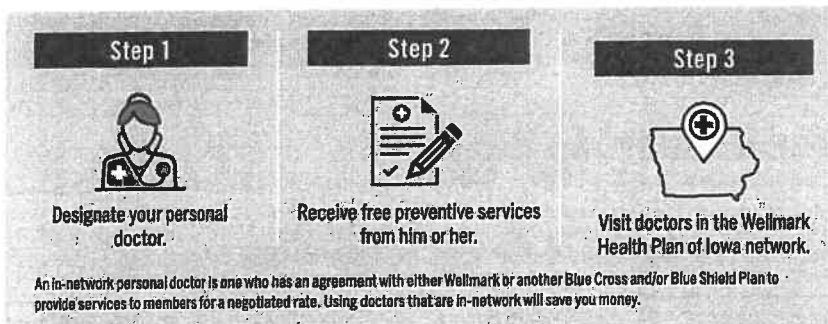 Step 1
Designate your personal
doctor.
Step 2
Receive free preventive services
from him or her.
Step 3
Visit doctors in the Wellmark
Health Plan of Iowa network.
An in-network personal doctor is one who has an agreement with either Wellmark or another Blue Cross and/or Blue Shield Plan to
provide services to members for a negotiated rate. Using doctors that are in-network will save you money.